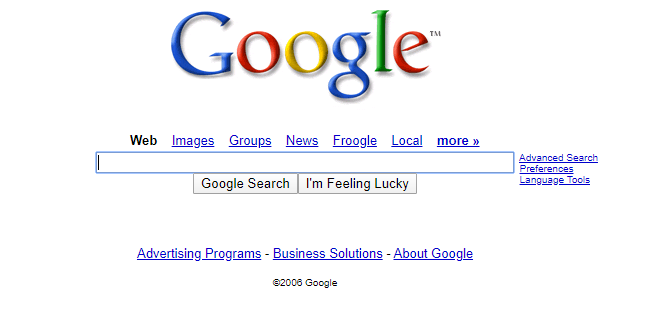 Google™
Web Images Groups News Froogle Local more »
Advanced Search
Preferences
Language Tools
Google Search I'm Feeling Lucky
Advertising Programs - Business Solutions - About Google
©2006 Google